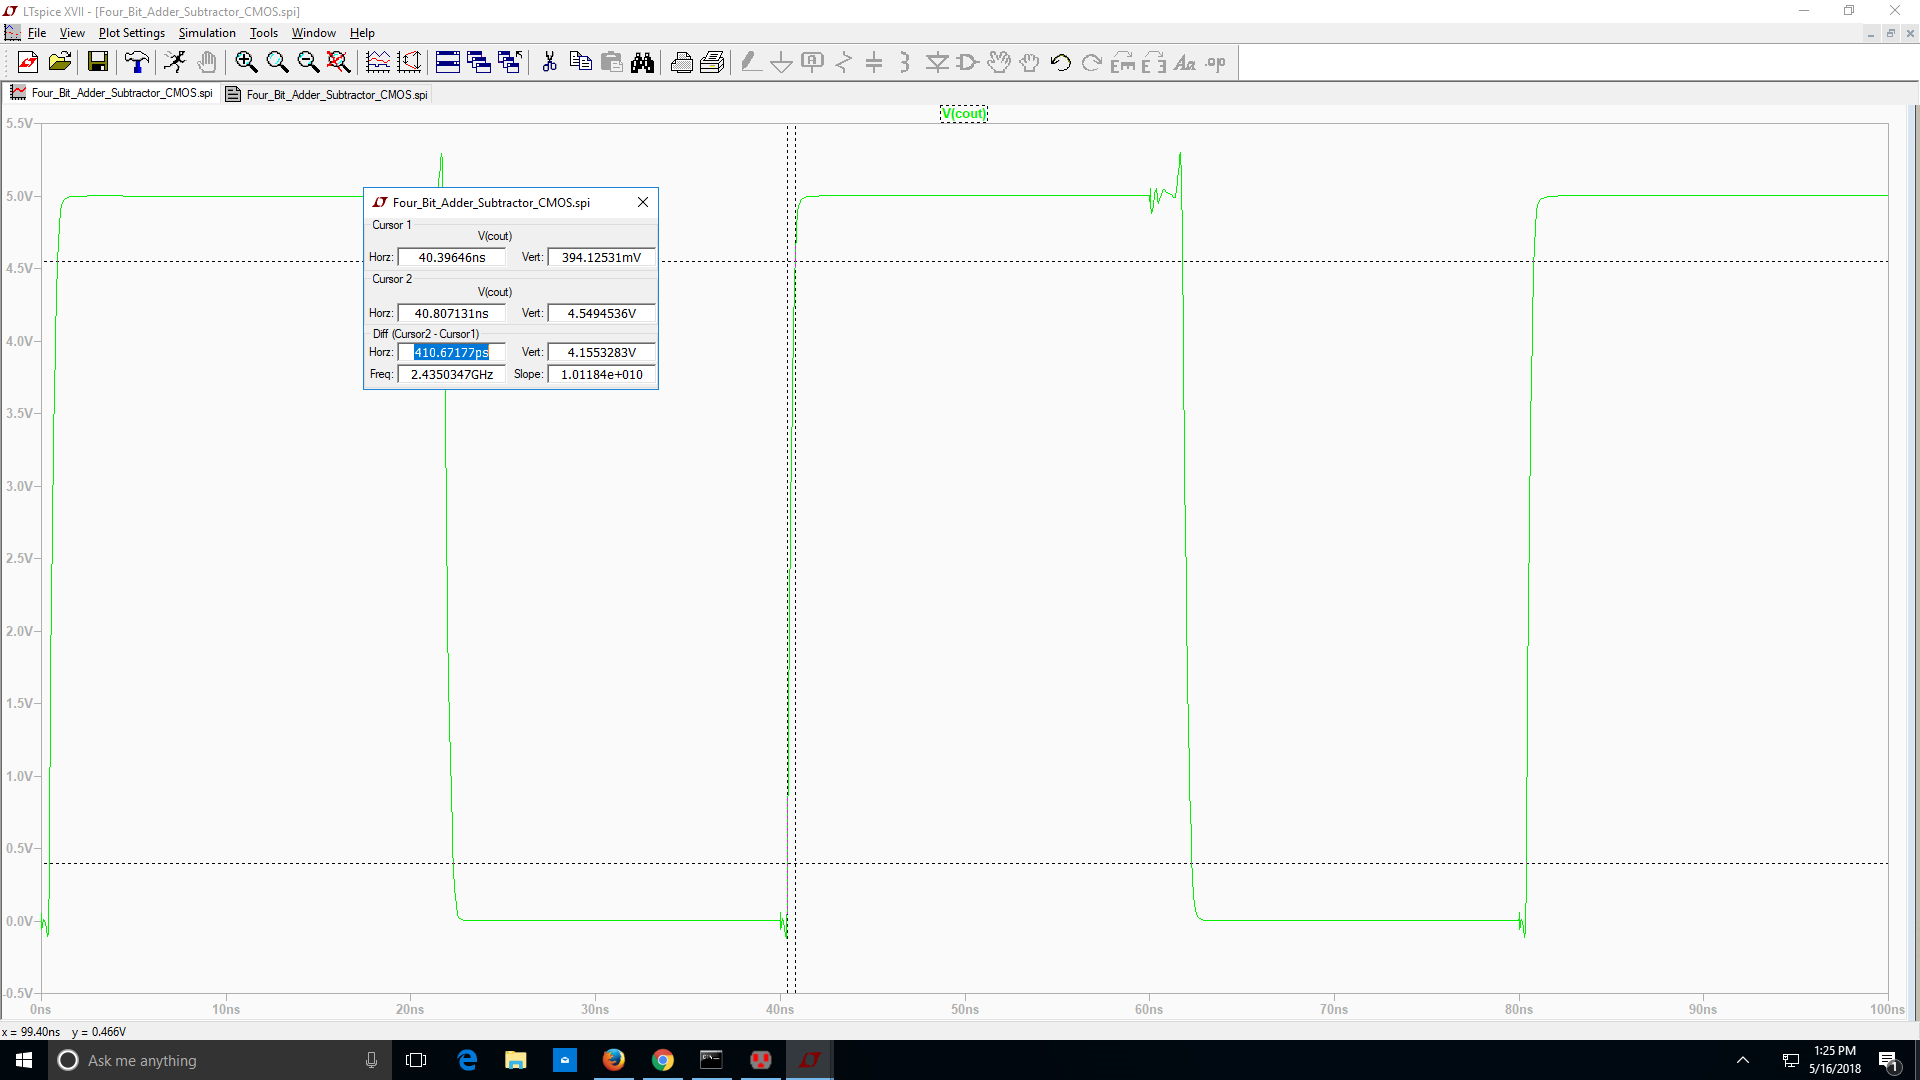 LTspice XVII - [Four_Bit_Adder_Subtractor_CMOS.spi]
File View Plot Settings Simulation Tools Window Help
Four_Bit_Adder_Subtractor_CMOS.spi Four_Bit_Adder_Subtractor_CMOS.spi
V(cout)
5.5V
5.0V
4.5V
4.0V
3.5V
3.0V
2.5V
2.0V
1.5V
1.0V
0.5V
0.0V
-0.5V
Four_Bit_Adder_Subtractor_CMOS.spi
Cursor 1
V(cout)
Horz: 40.39646ns Vert: 394.12531mV
Cursor 2
V(cout)
Horz: 40.807131ns Vert: 4.5494536V
Diff (Cursor2 - Cursor1)
Horz: 410.67177ps Vert: 4.1553283V
Freq: 2.4350347GHz Slope: 1.01184e+010
0ns 10ns 20ns 30ns 40ns 50ns 60ns 70ns 80ns 90ns 100ns
x = 99.40ns y = 0.466V
Ask me anything
1:25 PM
5/16/2018
1